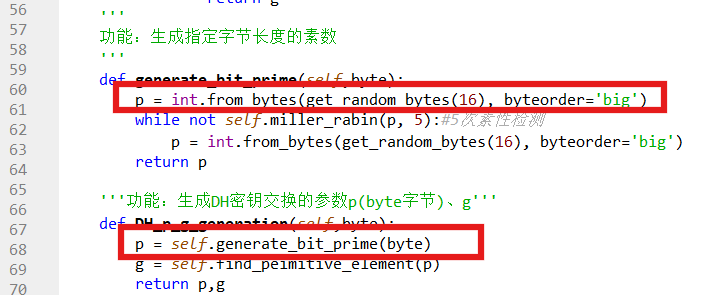 56 return g
57 '''
58 功能：生成指定字节长度的素数
59 '''
60 def generate_bit_prime(self,byte):
61 p = int.from_bytes(get_random_bytes(16), byteorder='big')
62 while not self.miller_rabin(p, 5):#5次素性检测
63 p = int.from_bytes(get_random_bytes(16), byteorder='big')
64 return p
65
66 '''功能：生成DH密钥交换的参数p(byte字节)、g'''
67 def DH_p_g_generation(self,byte):
68 p = self.generate_bit_prime(byte)
69 g = self.find_peimitive_element(p)
70 return p,g